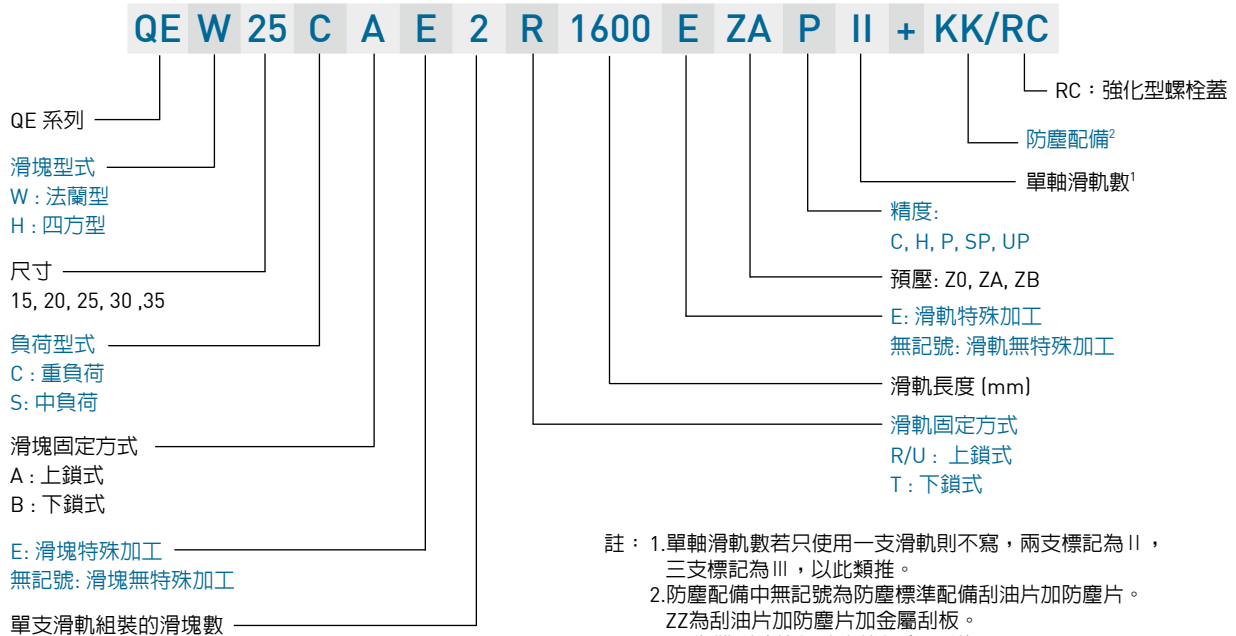 QE W 25 C A E 2 R 1600 E ZA P II + KK/RC
QE 系列
滑塊型式
W : 法蘭型
H : 四方型
尺寸
15, 20, 25, 30 ,35
負荷型式
C : 重負荷
S: 中負荷
滑塊固定方式
A : 上鎖式
B : 下鎖式
E: 滑塊特殊加工
無記號: 滑塊無特殊加工
單支滑軌組裝的滑塊數
RC：強化型螺栓蓋
防塵配備2
單軸滑軌數1
精度:
C, H, P, SP, UP
預壓: Z0, ZA, ZB
E: 滑軌特殊加工
無記號: 滑軌無特殊加工
滑軌長度 (mm)
滑軌固定方式
R/U : 上鎖式
T : 下鎖式
註： 1.單軸滑軌數若只使用一支滑軌則不寫，兩支標記為II，
三支標記為III，以此類推。
2.防塵配備中無記號為防塵標準配備刮油片加防塵片。
ZZ為刮油片加防塵片加金屬刮板。